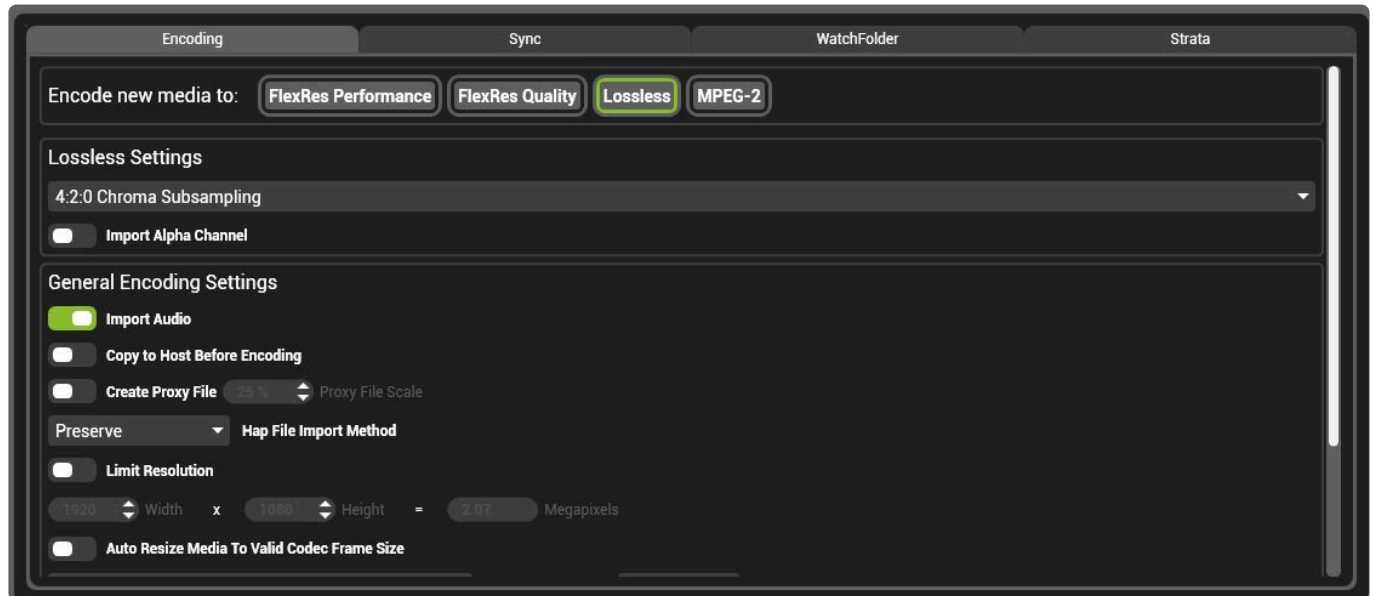 Encoding Sync WatchFolder Strata
Encode new media to: FlexRes Performance FlexRes Quality Lossless MPEG-2
Lossless Settings
4:2:0 Chroma Subsampling
Import Alpha Channel
General Encoding Settings
Import Audio
Copy to Host Before Encoding
Create Proxy File 25 % Proxy File Scale
Preserve Hap File Import Method
Limit Resolution
1920 Width x 1080 Height = 2.07 Megapixels
Auto Resize Media To Valid Codec Frame Size